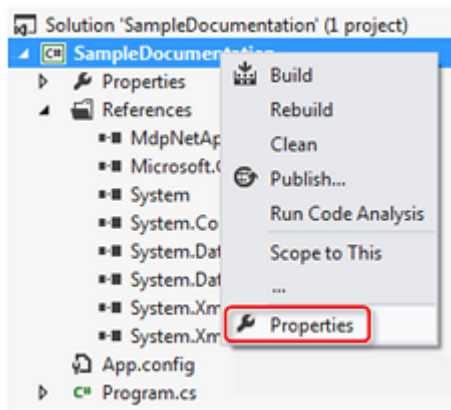 Solution 'SampleDocumentation' (1 project)
C# SampleDocumentation
Build
Properties
Rebuild
References
Clean
MdpNetAp
Microsoft.
Publish...
System
Run Code Analysis
System.Co
System.Dat
Scope to This
System.Dat
...
System.Xm
Properties
System.Xm
App.config
C# Program.cs